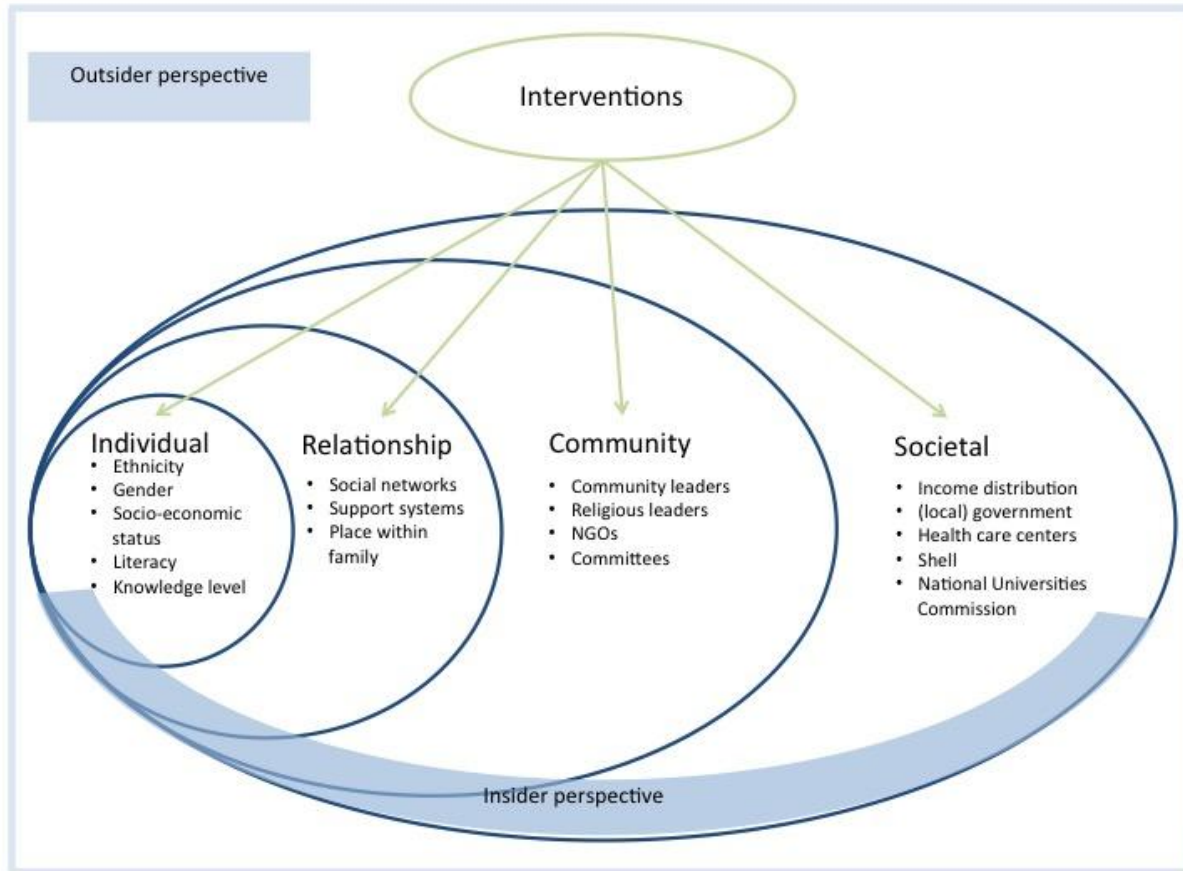 Outsider perspective
Interventions
Individual
• Ethnicity
• Gender
• Socio-economic
status
• Literacy
• Knowledge level
Relationship
• Social networks
• Support systems
• Place within
family
Community
• Community leaders
• Religious leaders
• NGOs
• Committees
Societal
• Income distribution
• (local) government
• Health care centers
• Shell
• National Universities
Commission
Insider perspective